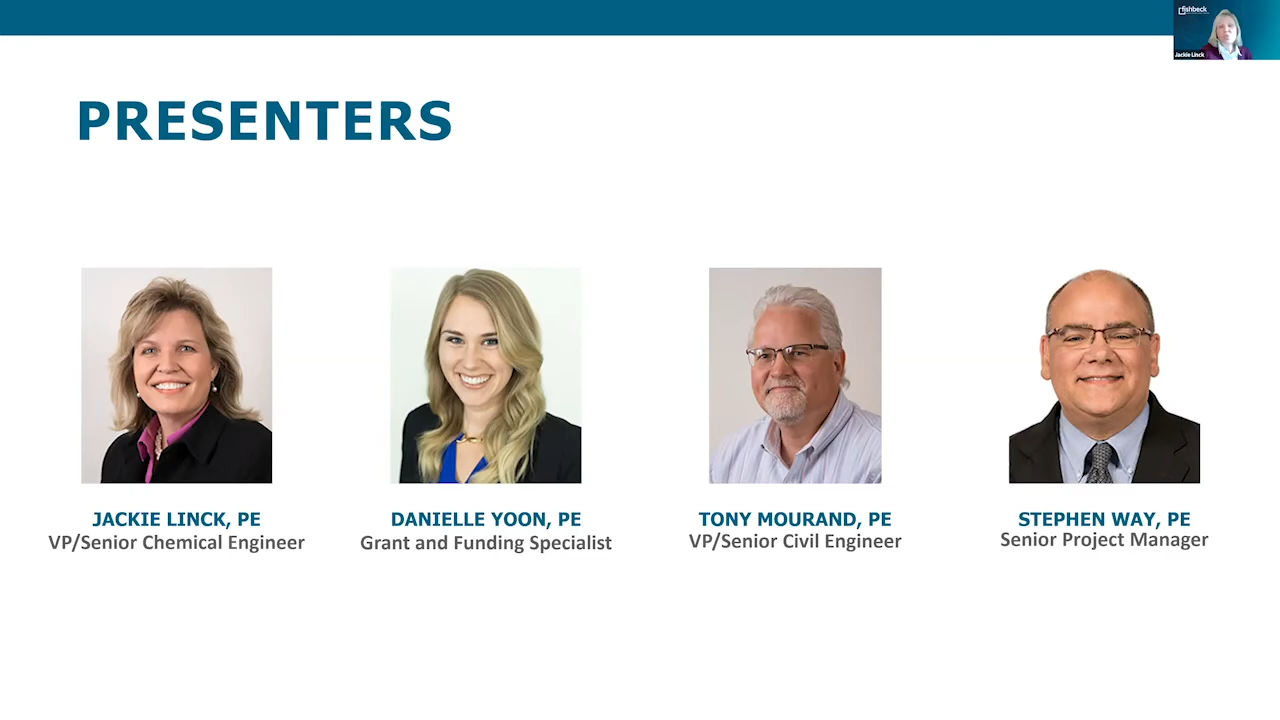 fishbeck
Jackie Linck
PRESENTERS
JACKIE LINCK, PE
VP/Senior Chemical Engineer
DANIELLE YOON, PE
Grant and Funding Specialist
TONY MOURAND, PE
VP/Senior Civil Engineer
STEPHEN WAY, PE
Senior Project Manager